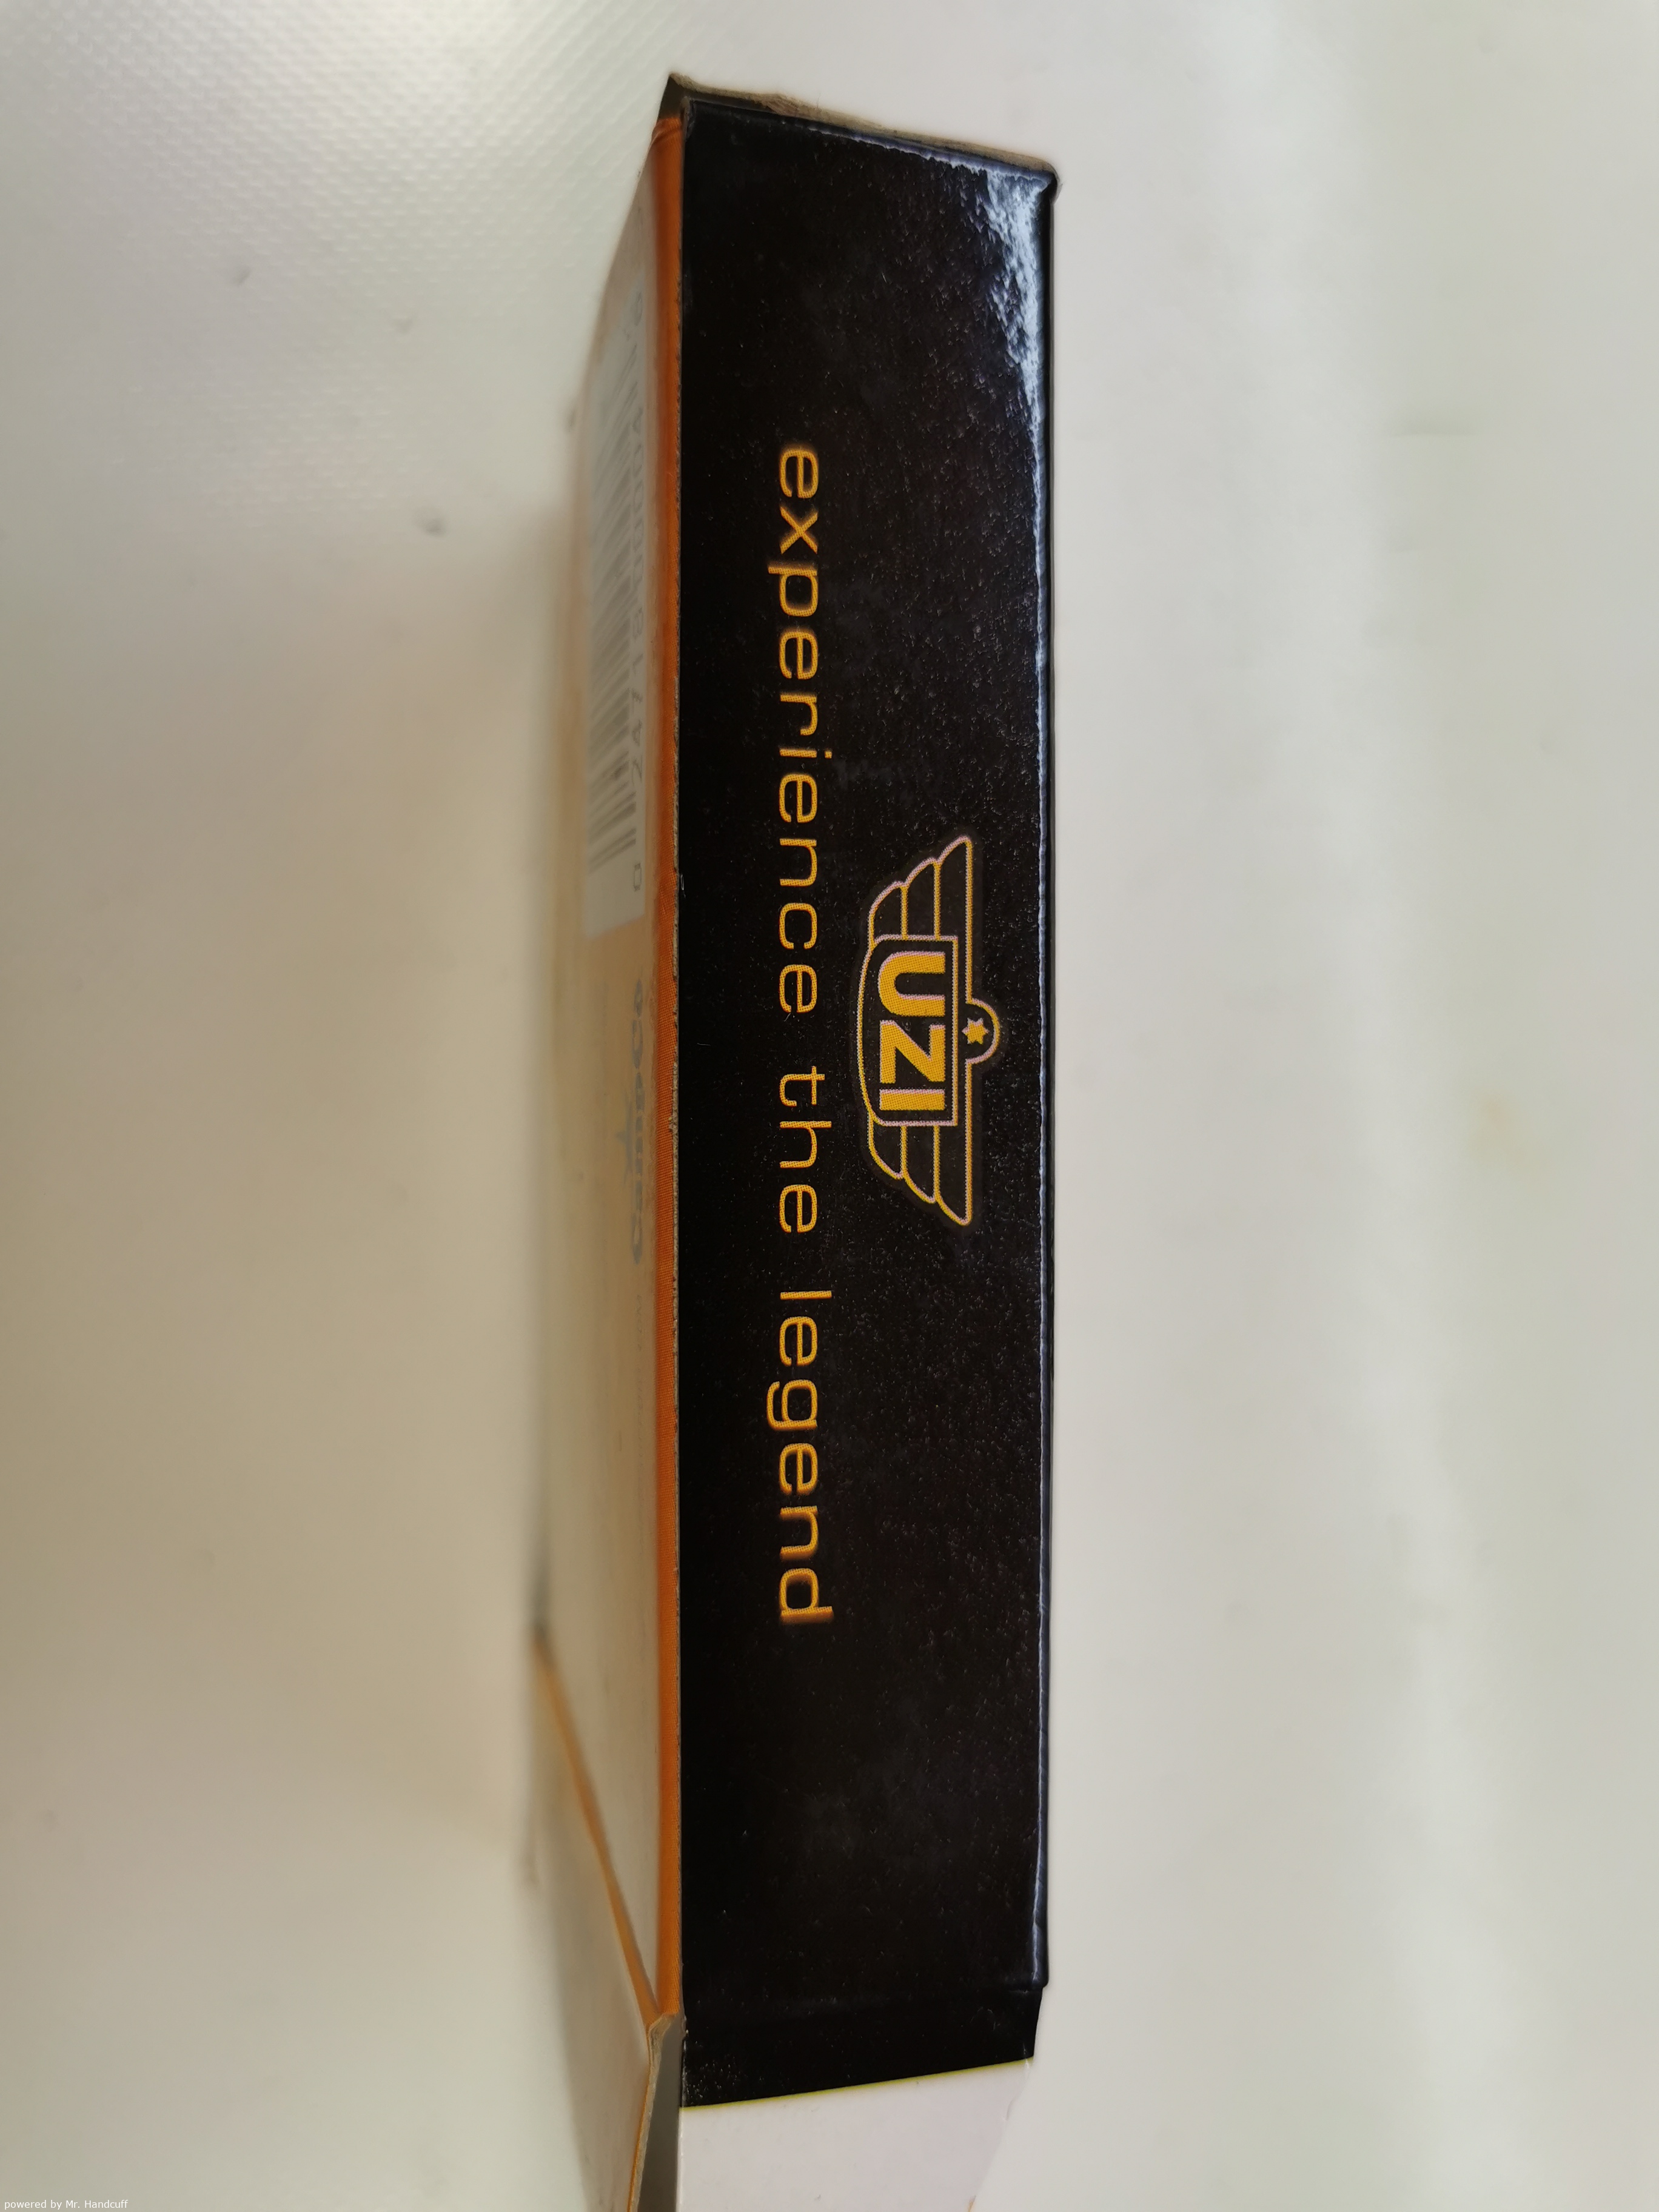 UZI
experience the legend
powered by Mr. Handcuff